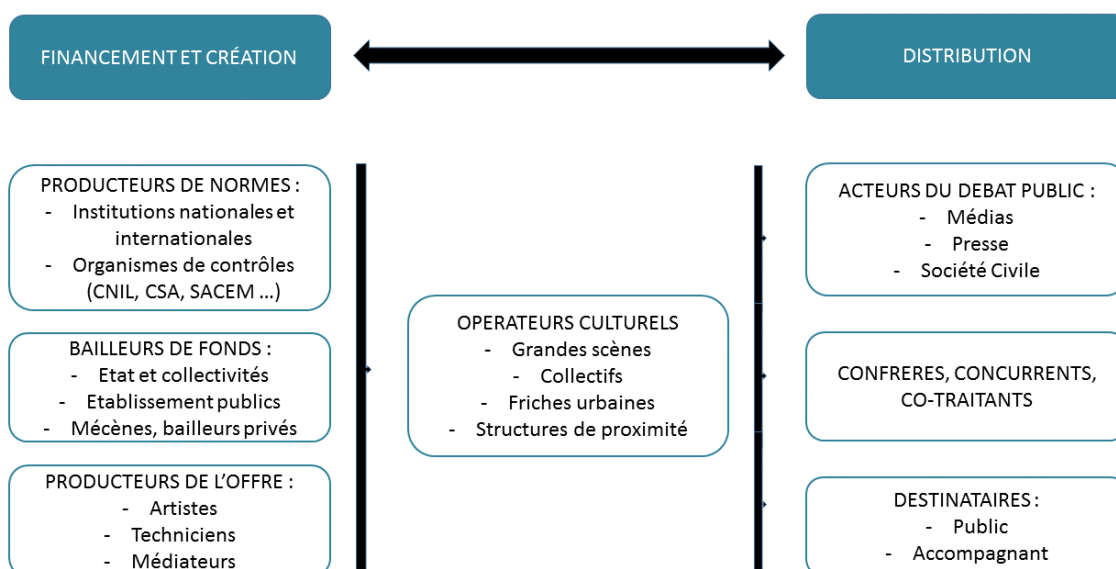 FINANCEMENT ET CRÉATION
DISTRIBUTION
PRODUCTEURS DE NORMES :
- Institutions nationales et
internationales
- Organismes de contrôles
(CNIL, CSA, SACEM ...)
BAILLEURS DE FONDS :
- Etat et collectivités
- Etablissement publics
- Mécènes, bailleurs privés
PRODUCTEURS DE L’OFFRE :
- Artistes
- Techniciens
- Médiateurs
OPERATEURS CULTURELS
- Grandes scènes
- Collectifs
- Friches urbaines
- Structures de proximité
ACTEURS DU DEBAT PUBLIC :
- Médias
- Presse
- Société Civile
CONFRERES, CONCURRENTS,
CO-TRAITANTS
DESTINATAIRES :
- Public
- Accompagnant